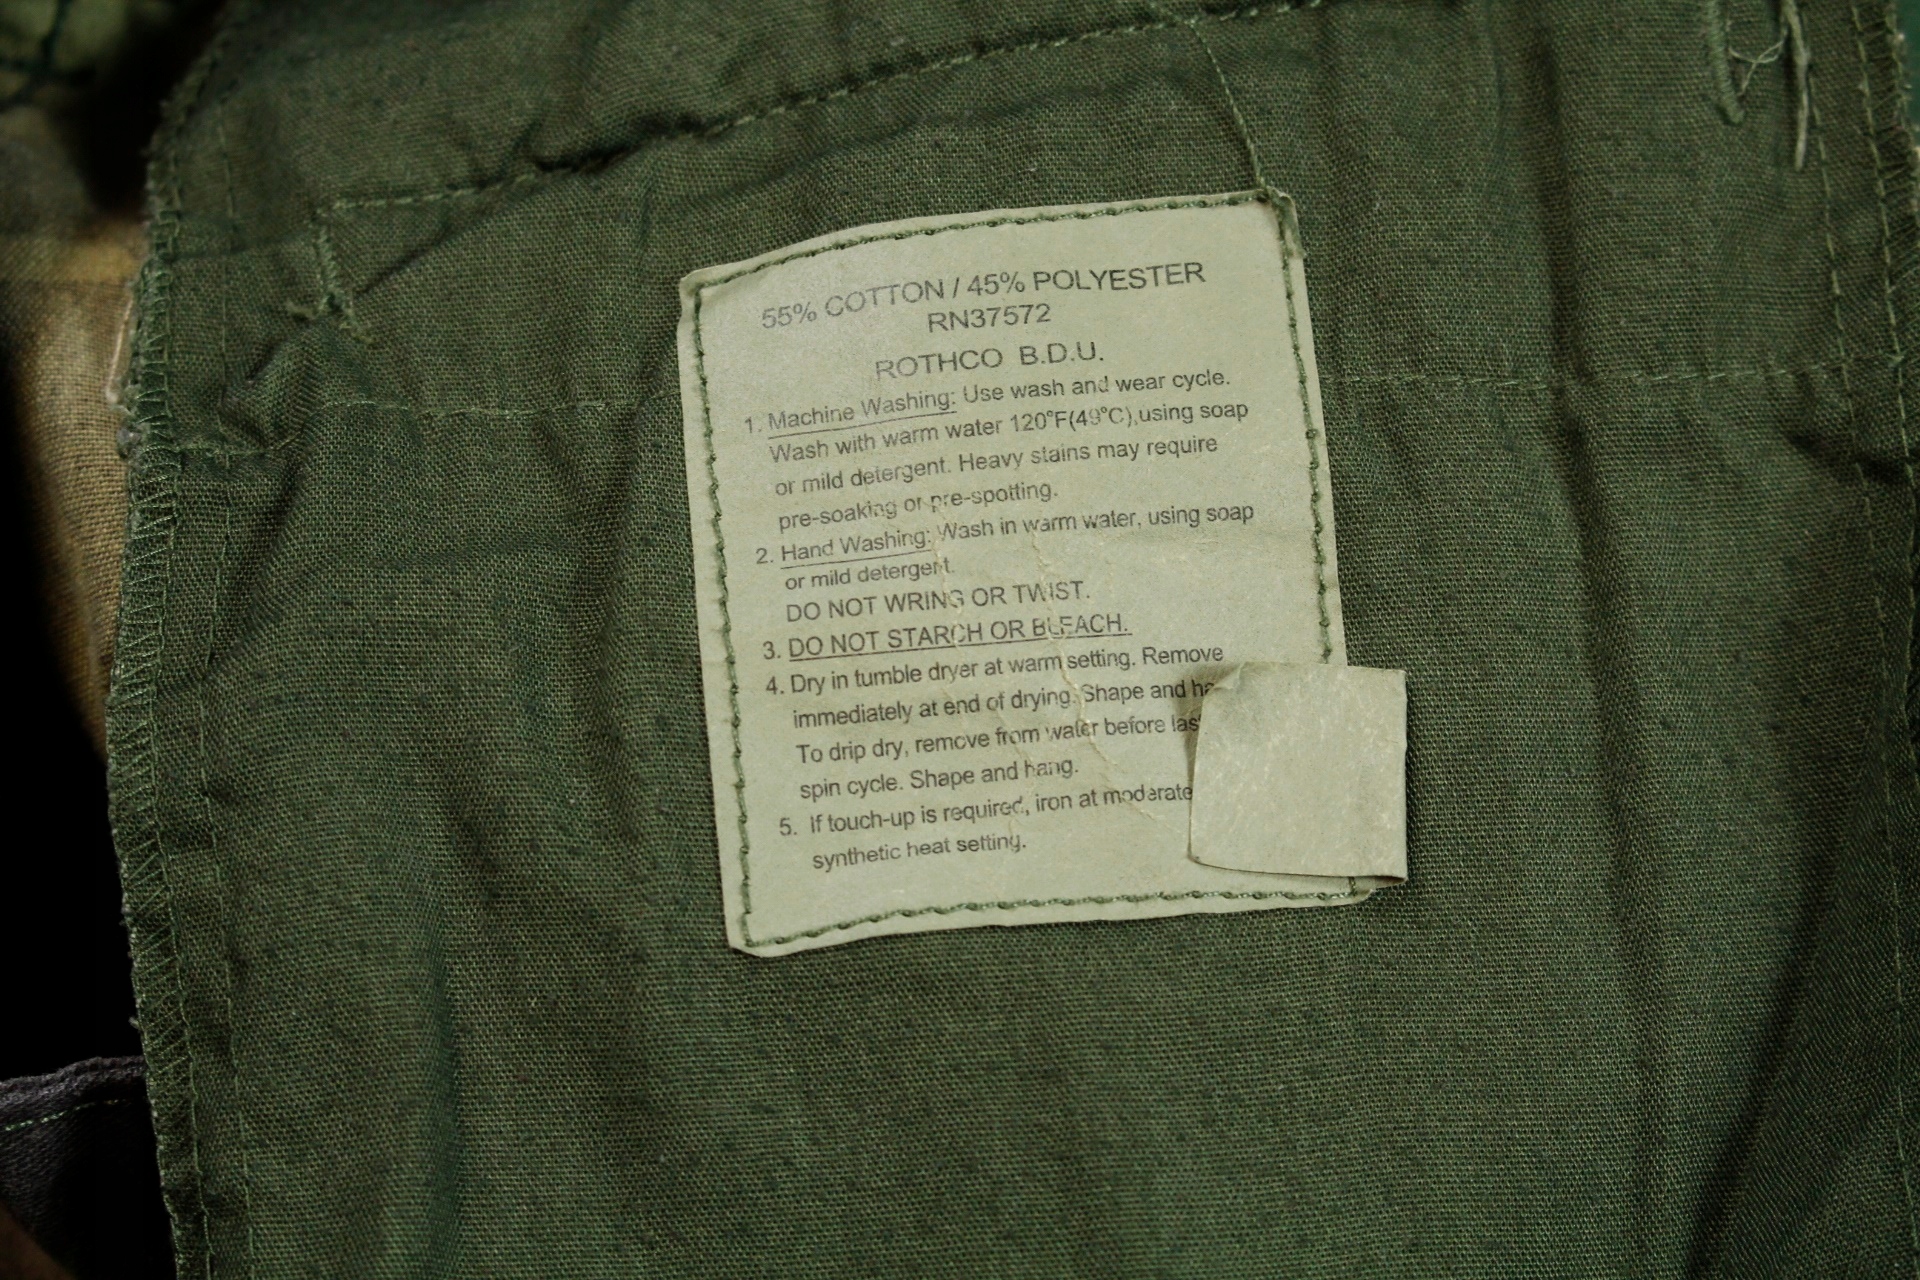 55% COTTON / 45% POLYESTER
RN37572
ROTHCO B.D.U.
1. Machine Washing: Use wash and wear cycle.
Wash with warm water 120°F(49°C),using soap
or mild detergent. Heavy stains may require
pre-soaking or pre-spotting.
2. Hand Washing: Wash in warm water, using soap
or mild detergent.
DO NOT WRING OR TWIST.
3. DO NOT STARCH OR BLEACH.
4. Dry in tumble dryer at warm setting. Remove
immediately at end of drying. Shape and
To drip dry, remove from water before
spin cycle. Shape and hang.
5. If touch-up is required, iron at moderate
synthetic heat setting.